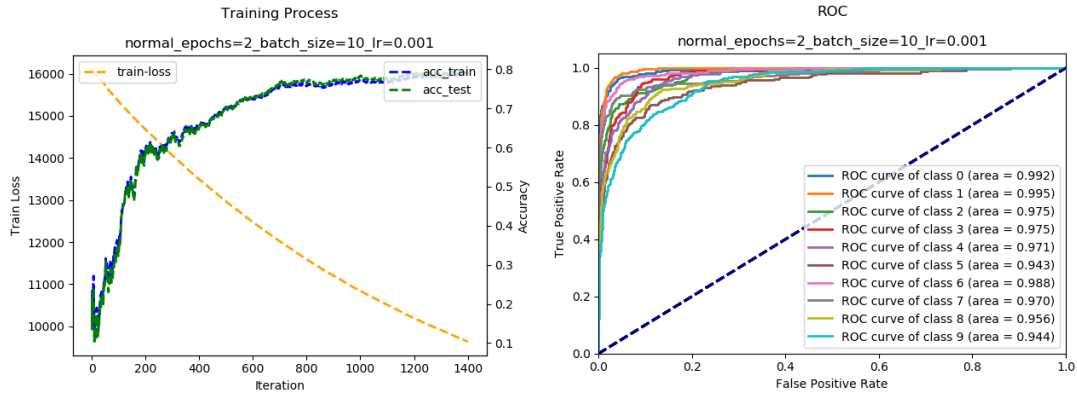 Training Process
normal_epochs=2_batch_size=10_lr=0.001
train-loss
acc_train
acc_test
16000
15000
14000
13000
12000
11000
10000
Train Loss
0.8
0.7
0.6
0.5
0.4
0.3
0.2
0.1
Accuracy
0
200
400
600
800
1000
1200
1400
Iteration
ROC
normal_epochs=2_batch_size=10_lr=0.001
1.0
0.8
0.6
0.4
0.2
0.0
True Positive Rate
ROC curve of class 0 (area = 0.992)
ROC curve of class 1 (area = 0.995)
ROC curve of class 2 (area = 0.975)
ROC curve of class 3 (area = 0.975)
ROC curve of class 4 (area = 0.971)
ROC curve of class 5 (area = 0.943)
ROC curve of class 6 (area = 0.988)
ROC curve of class 7 (area = 0.970)
ROC curve of class 8 (area = 0.956)
ROC curve of class 9 (area = 0.944)
0.0
0.2
0.4
0.6
0.8
1.0
False Positive Rate